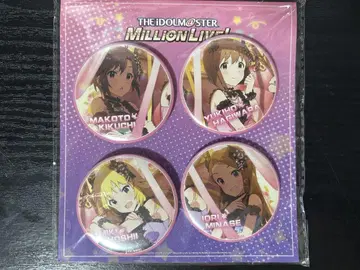 THE IDOLM@STER
MILLION LIVE!
MAKOTO
KIKUCHI
YUKIHO
HAGIWARA
IORI
MINASE